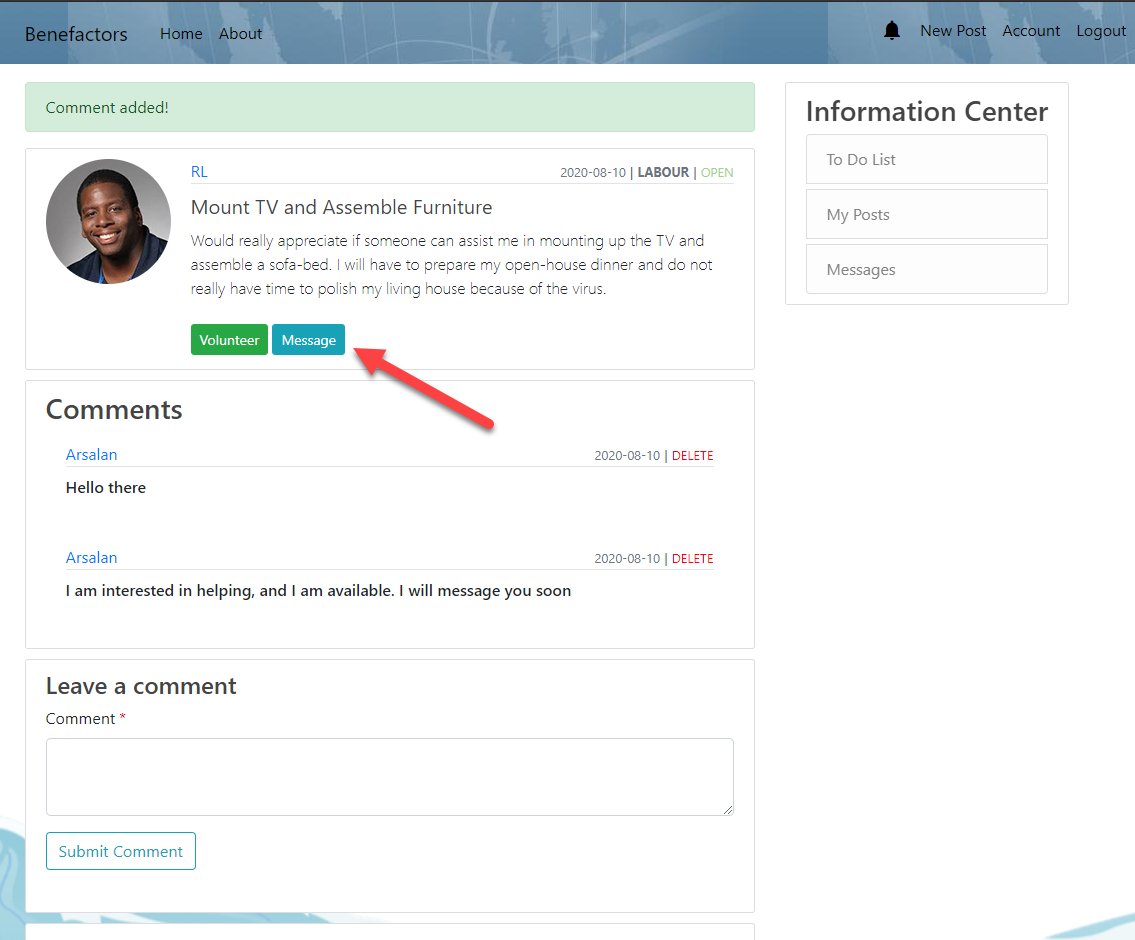 Benefactors Home About New Post Account Logout
Comment added!
RL 2020-08-10 | LABOUR | OPEN
Mount TV and Assemble Furniture
Would really appreciate if someone can assist me in mounting up the TV and
assemble a sofa-bed. I will have to prepare my open-house dinner and do not
really have time to polish my living house because of the virus.
Volunteer Message
Comments
Arsalan 2020-08-10 | DELETE
Hello there
Arsalan 2020-08-10 | DELETE
I am interested in helping, and I am available. I will message you soon
Leave a comment
Comment *
Submit Comment
Information Center
To Do List
My Posts
Messages